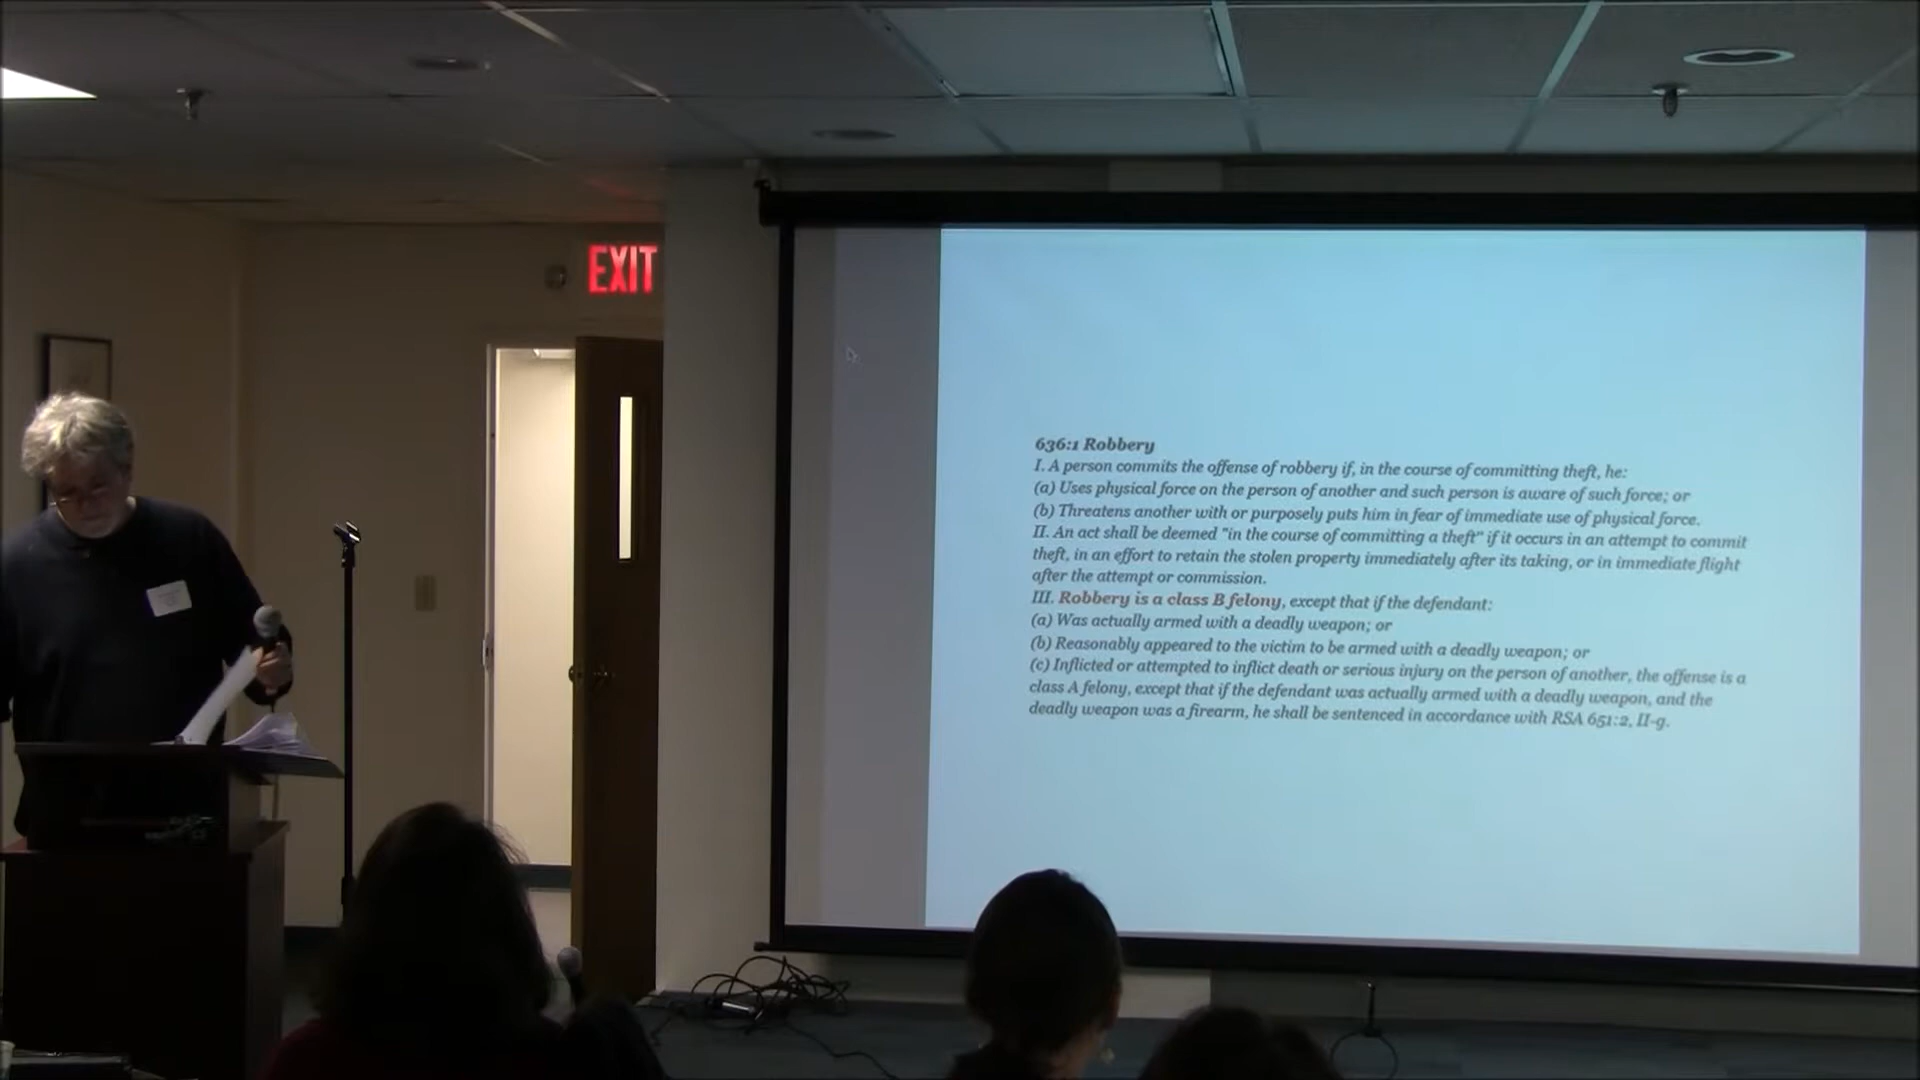 EXIT
636:1 Robbery
I. A person commits the offense of robbery if, in the course of committing theft, he:
(a) Uses physical force on the person of another and such person is aware of such force; or
(b) Threatens another with or purposely puts him in fear of immediate use of physical force.
II. An act shall be deemed "in the course of committing a theft" if it occurs in an attempt to commit
theft, in an effort to retain the stolen property immediately after its taking, or in immediate flight
after the attempt or commission.
III. Robbery is a class B felony, except that if the defendant:
(a) Was actually armed with a deadly weapon; or
(b) Reasonably appeared to the victim to be armed with a deadly weapon; or
(c) Inflicted or attempted to inflict death or serious injury on the person of another, the offense is a
class A felony, except that if the defendant was actually armed with a deadly weapon, and the
deadly weapon was a firearm, he shall be sentenced in accordance with RSA 651:2, II-g.